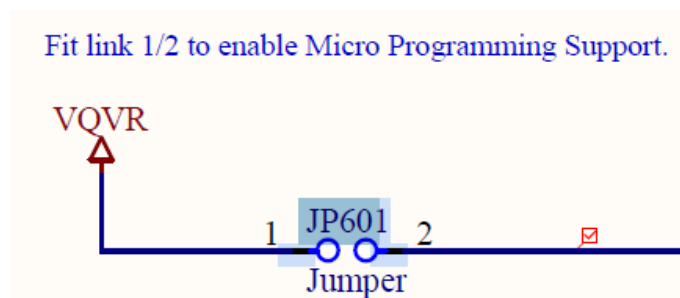 Fit link 1/2 to enable Micro Programming Support.
VQVR
1 JP601 2
Jumper